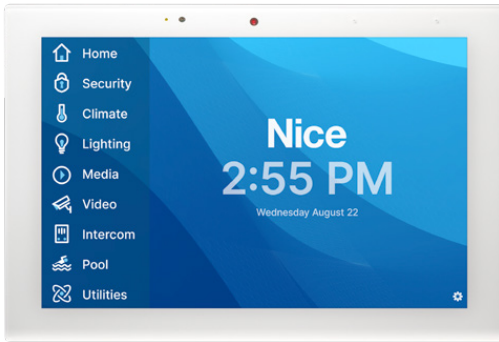 Home
Security
Climate
Lighting
Media
Video
Intercom
Pool
Utilities
Nice
2:55 PM
Wednesday August 22